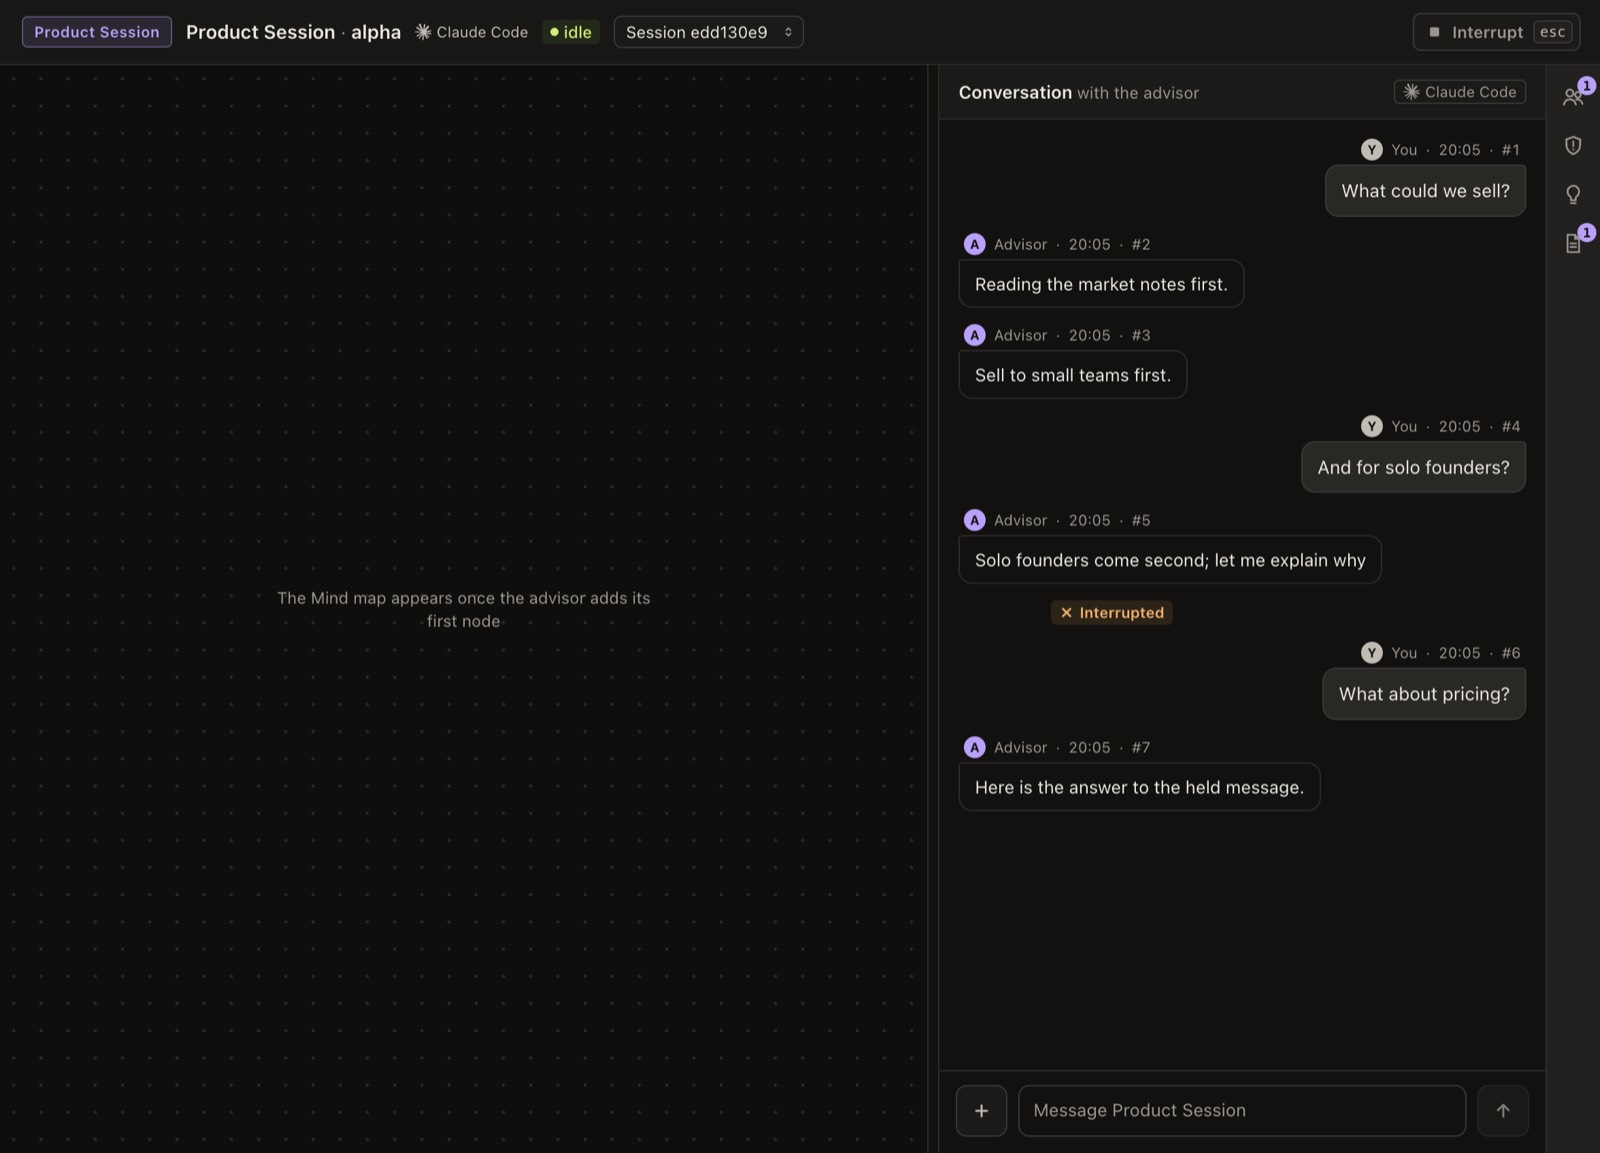 Product Session
Product Session · alpha
Claude Code
idle
Session edd130e9
Interrupt esc
The Mind map appears once the advisor adds its
first node
Conversation with the advisor
Claude Code
Y You · 20:05 · #1
What could we sell?
A Advisor · 20:05 · #2
Reading the market notes first.
A Advisor · 20:05 · #3
Sell to small teams first.
Y You · 20:05 · #4
And for solo founders?
A Advisor · 20:05 · #5
Solo founders come second; let me explain why
Interrupted
Y You · 20:05 · #6
What about pricing?
A Advisor · 20:05 · #7
Here is the answer to the held message.
Message Product Session
1
1